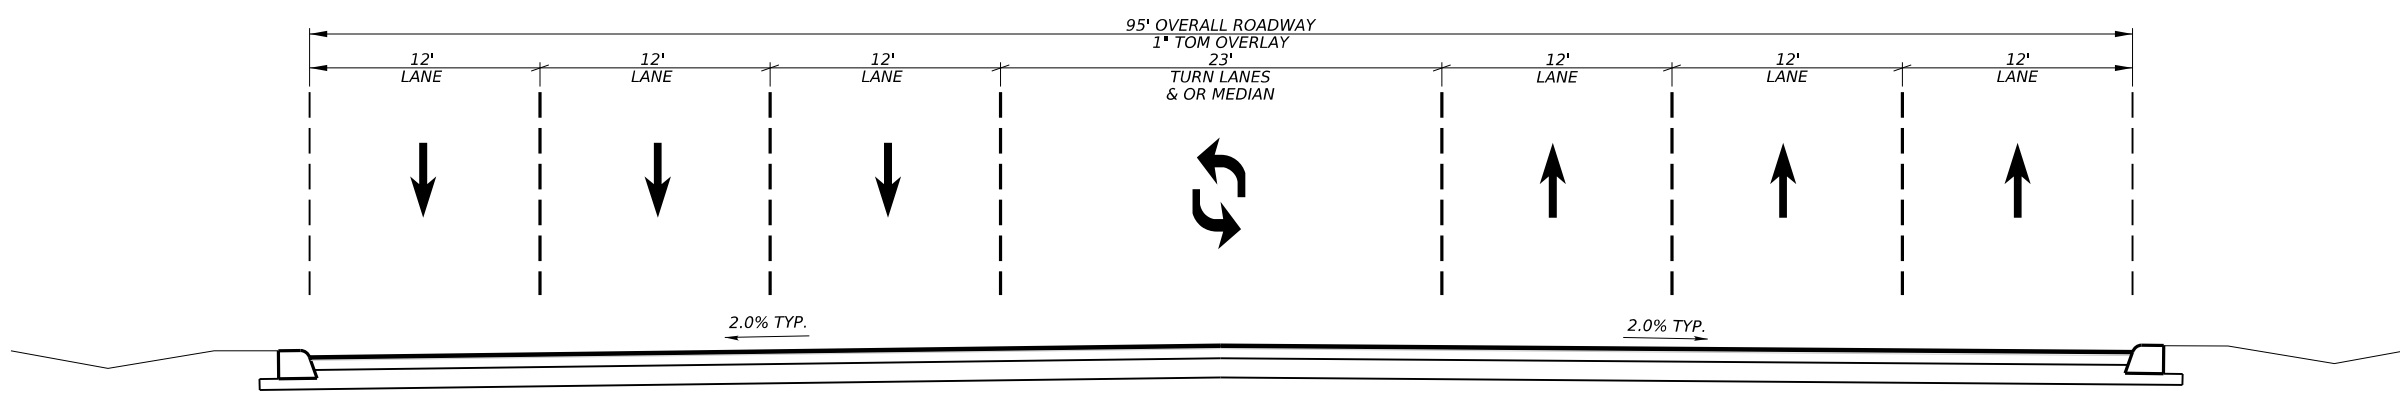 95' OVERALL ROADWAY
1" TOM OVERLAY
12'
LANE
12'
LANE
12'
LANE
23'
TURN LANES
& OR MEDIAN
12'
LANE
12'
LANE
12'
LANE
2.0% TYP.
2.0% TYP.